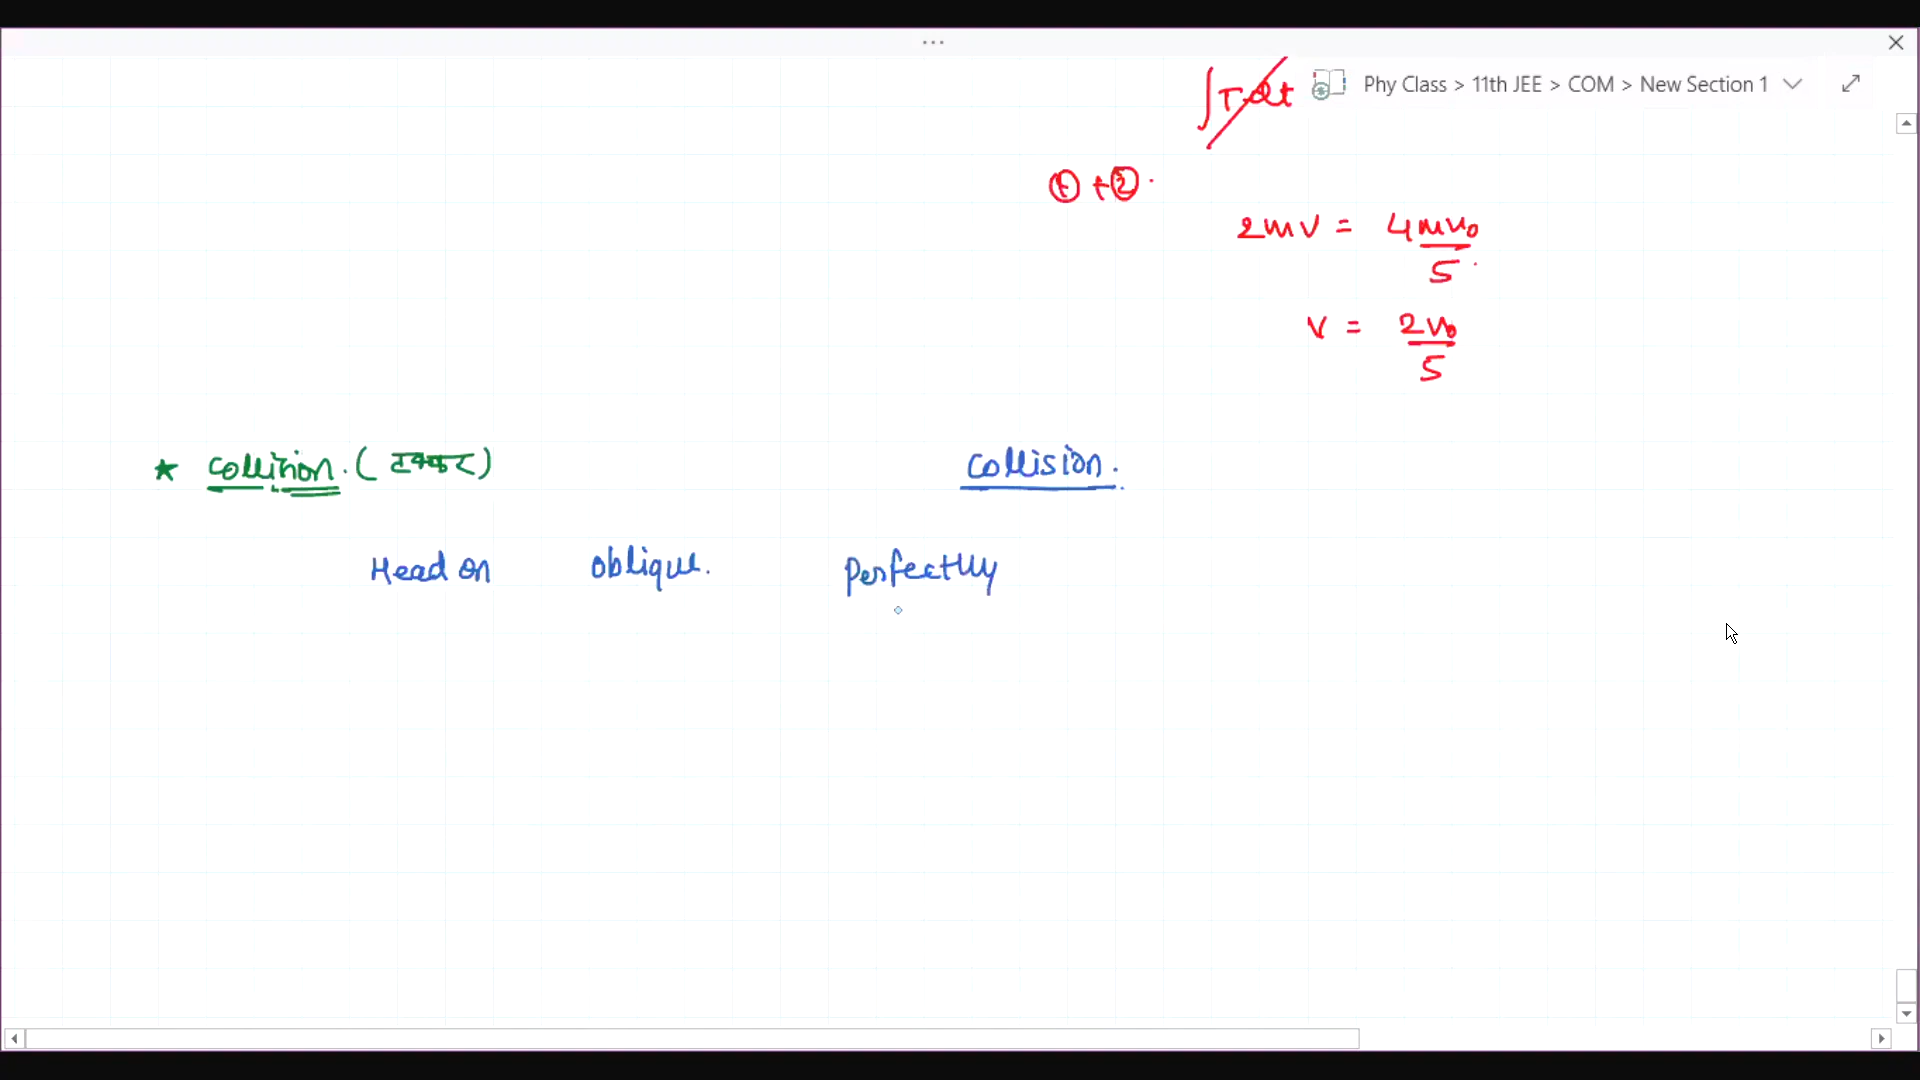 ...
∫T dt
Phy Class > 11th JEE > COM > New Section 1
① + ② .
2mv = 4mv₀/5
v = 2v₀/5
★ Collision . ( टक्कर )
Collision .
Head on oblique . Perfectlly